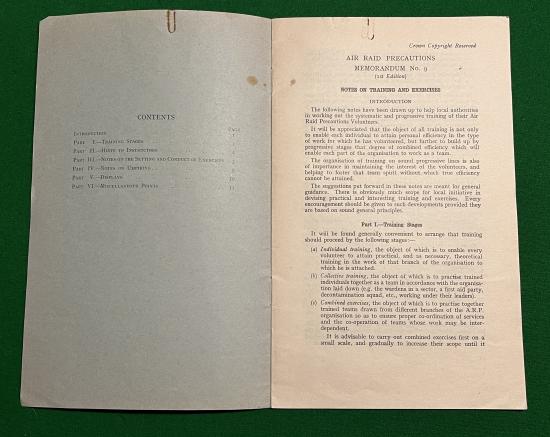 CONTENTS
PAGE
INTRODUCTION
PART I.—TRAINING STAGES
PART II.—HINTS TO INSTRUCTORS
PART III.—NOTES ON THE SETTING AND CONDUCT OF EXERCISES
PART IV.—NOTES ON UMPIRING
PART V.—DISPLAYS
PART VI.—MISCELLANEOUS POINTS
Crown Copyright Reserved
AIR RAID PRECAUTIONS
MEMORANDUM No. 9
(1st Edition)
NOTES ON TRAINING AND EXERCISES
INTRODUCTION
The following notes have been drawn up to help local authorities
in working out the systematic and progressive training of their Air
Raid Precautions Volunteers.
It will be appreciated that the object of all training is not only
to enable each individual to attain personal efficiency in the type
of work for which he has volunteered, but further to build up by
progressive stages that degree of combined efficiency which will
enable each part of the organisation to work as a team.
The organisation of training on sound progressive lines is also
of importance in maintaining the interest of the volunteers, and
helping to foster that team spirit without which true efficiency
cannot be attained.
The suggestions put forward in these notes are meant for general
guidance. There is obviously much scope for local initiative in
devising practical and interesting training and exercises. Every
encouragement should be given to such developments provided they
are based on sound general principles.
Part I.—Training Stages
It will be found generally convenient to arrange that training
should proceed by the following stages:—
(a) Individual training, the object of which is to enable every
volunteer to attain practical, and as necessary, theoretical
training in the work of that branch of the organisation to which
he is attached.
(b) Collective training, the object of which is to practise trained
individuals together as a team in accordance with the organisa-
tion laid down (e.g. the wardens in a sector, a first aid party,
decontamination squad, etc., working under their leaders).
(c) Combined exercises, the object of which is to practise together
trained teams drawn from different branches of the A.R.P.
organisation so as to ensure proper co-ordination of services
and the co-operation of teams whose work may be inter-
dependent.
It is advisable to carry out combined exercises first on a
small scale, and gradually to increase their scope until it